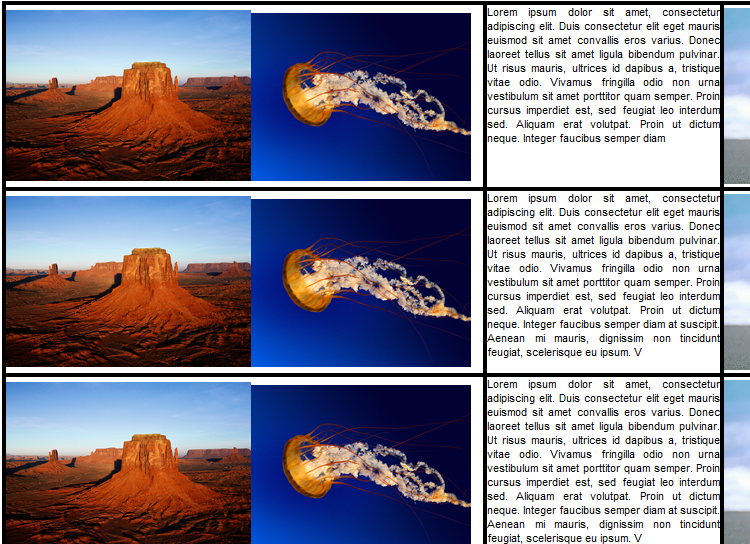 Lorem ipsum dolor sit amet, consectetur
adipiscing elit. Duis consectetur elit eget mauris
euismod sit amet convallis eros varius. Donec
laoreet tellus sit amet ligula bibendum pulvinar.
Ut risus mauris, ultrices id dapibus a, tristique
vitae odio. Vivamus fringilla odio non urna
vestibulum sit amet porttitor quam semper. Proin
cursus imperdiet est, sed feugiat leo interdum
sed. Aliquam erat volutpat. Proin ut dictum
neque. Integer faucibus semper diam
Lorem ipsum dolor sit amet, consectetur
adipiscing elit. Duis consectetur elit eget mauris
euismod sit amet convallis eros varius. Donec
laoreet tellus sit amet ligula bibendum pulvinar.
Ut risus mauris, ultrices id dapibus a, tristique
vitae odio. Vivamus fringilla odio non urna
vestibulum sit amet porttitor quam semper. Proin
cursus imperdiet est, sed feugiat leo interdum
sed. Aliquam erat volutpat. Proin ut dictum
neque. Integer faucibus semper diam at suscipit.
Aenean mi mauris, dignissim non tincidunt
feugiat, scelerisque eu ipsum. V
Lorem ipsum dolor sit amet, consectetur
adipiscing elit. Duis consectetur elit eget mauris
euismod sit amet convallis eros varius. Donec
laoreet tellus sit amet ligula bibendum pulvinar.
Ut risus mauris, ultrices id dapibus a, tristique
vitae odio. Vivamus fringilla odio non urna
vestibulum sit amet porttitor quam semper. Proin
cursus imperdiet est, sed feugiat leo interdum
sed. Aliquam erat volutpat. Proin ut dictum
neque. Integer faucibus semper diam at suscipit.
Aenean mi mauris, dignissim non tincidunt
feugiat, scelerisque eu ipsum. V